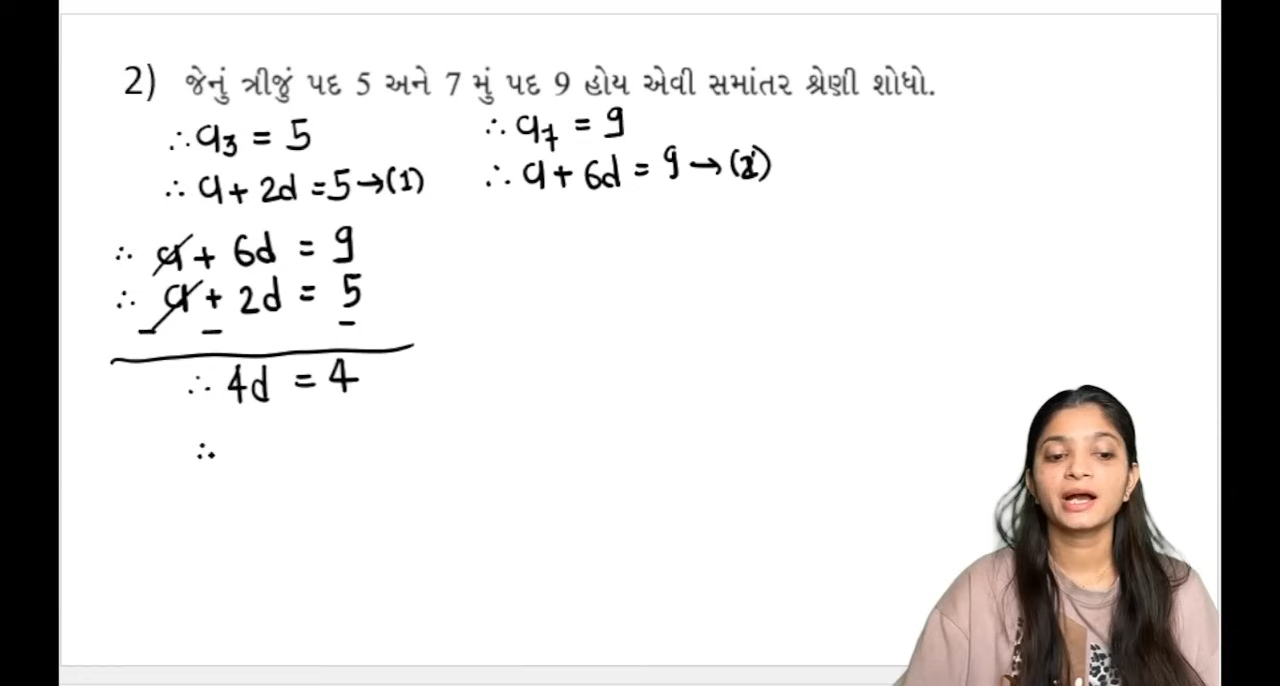 2) જેનું ત્રીજું પદ 5 અને 7 મું પદ 9 હોય એવી સમાંતર શ્રેણી શોધો.
∴ a₃ = 5
∴ a + 2d = 5 → (1)
∴ a₇ = 9
∴ a + 6d = 9 → (2)
∴ a + 6d = 9
∴ a + 2d = 5
− − −
∴ 4d = 4
∴